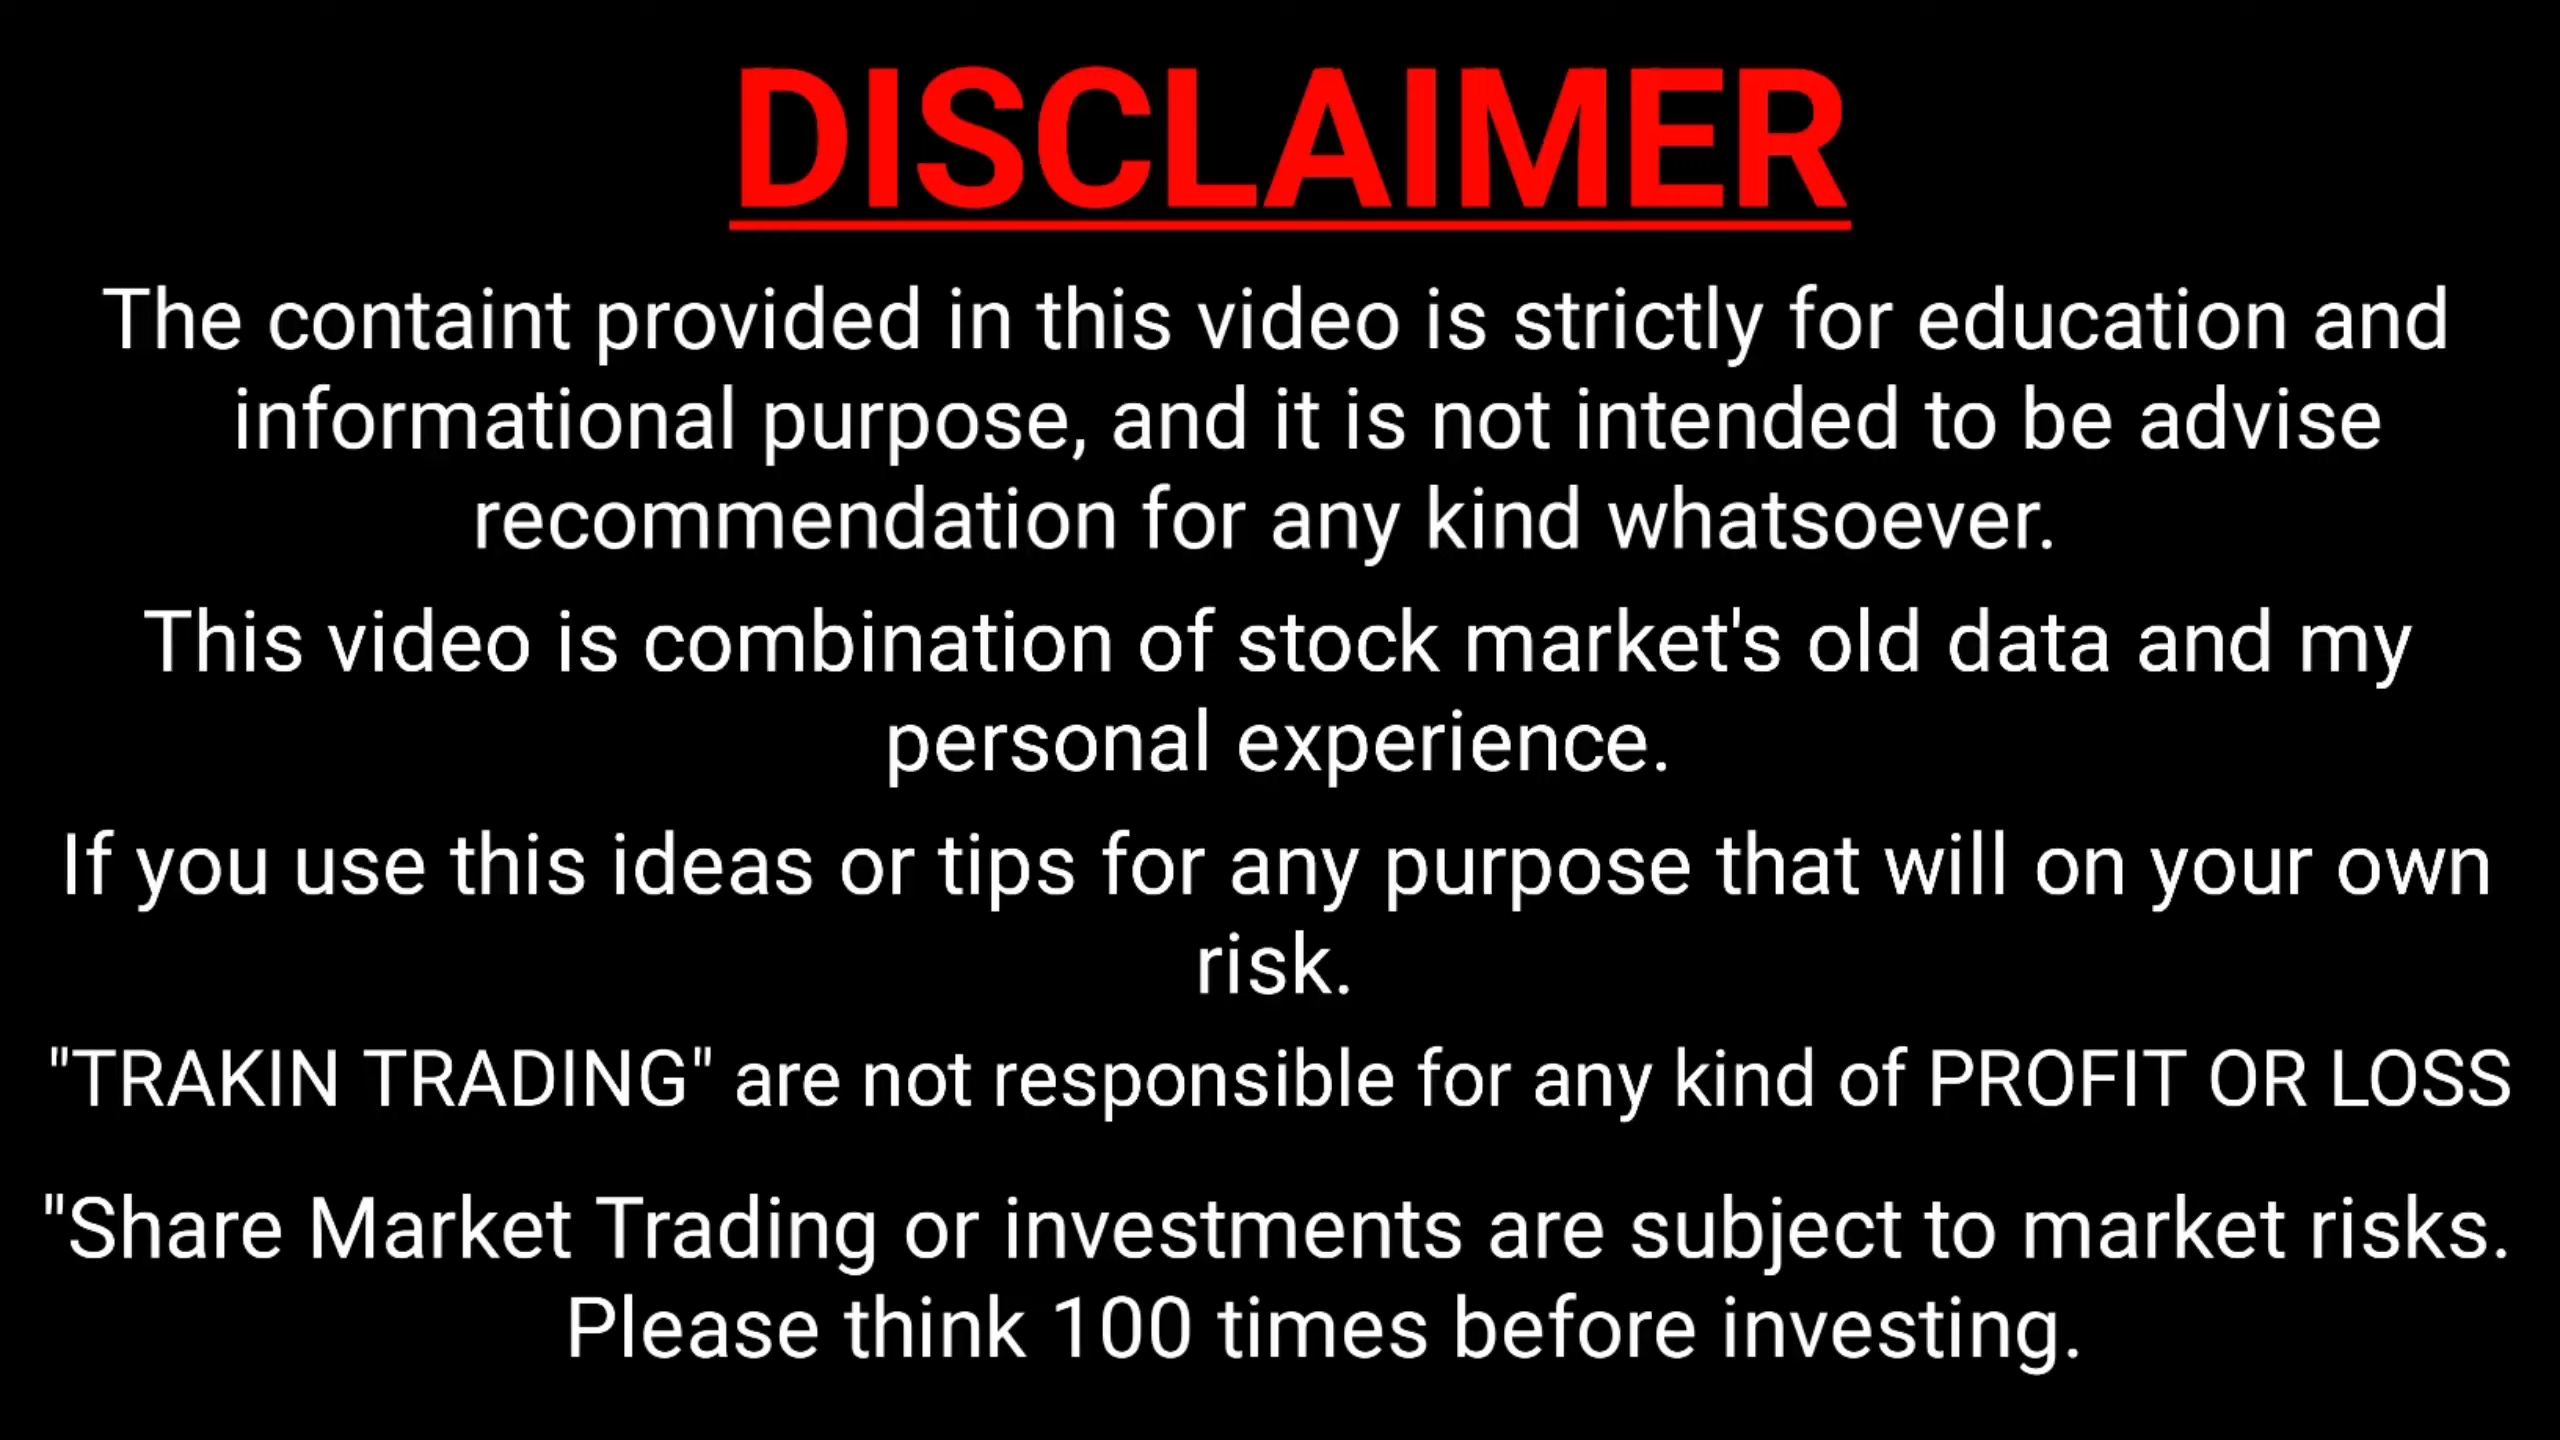 DISCLAIMER
The containt provided in this video is strictly for education and
informational purpose, and it is not intended to be advise
recommendation for any kind whatsoever.
This video is combination of stock market's old data and my
personal experience.
If you use this ideas or tips for any purpose that will on your own
risk.
"TRAKIN TRADING" are not responsible for any kind of PROFIT OR LOSS
"Share Market Trading or investments are subject to market risks.
Please think 100 times before investing.